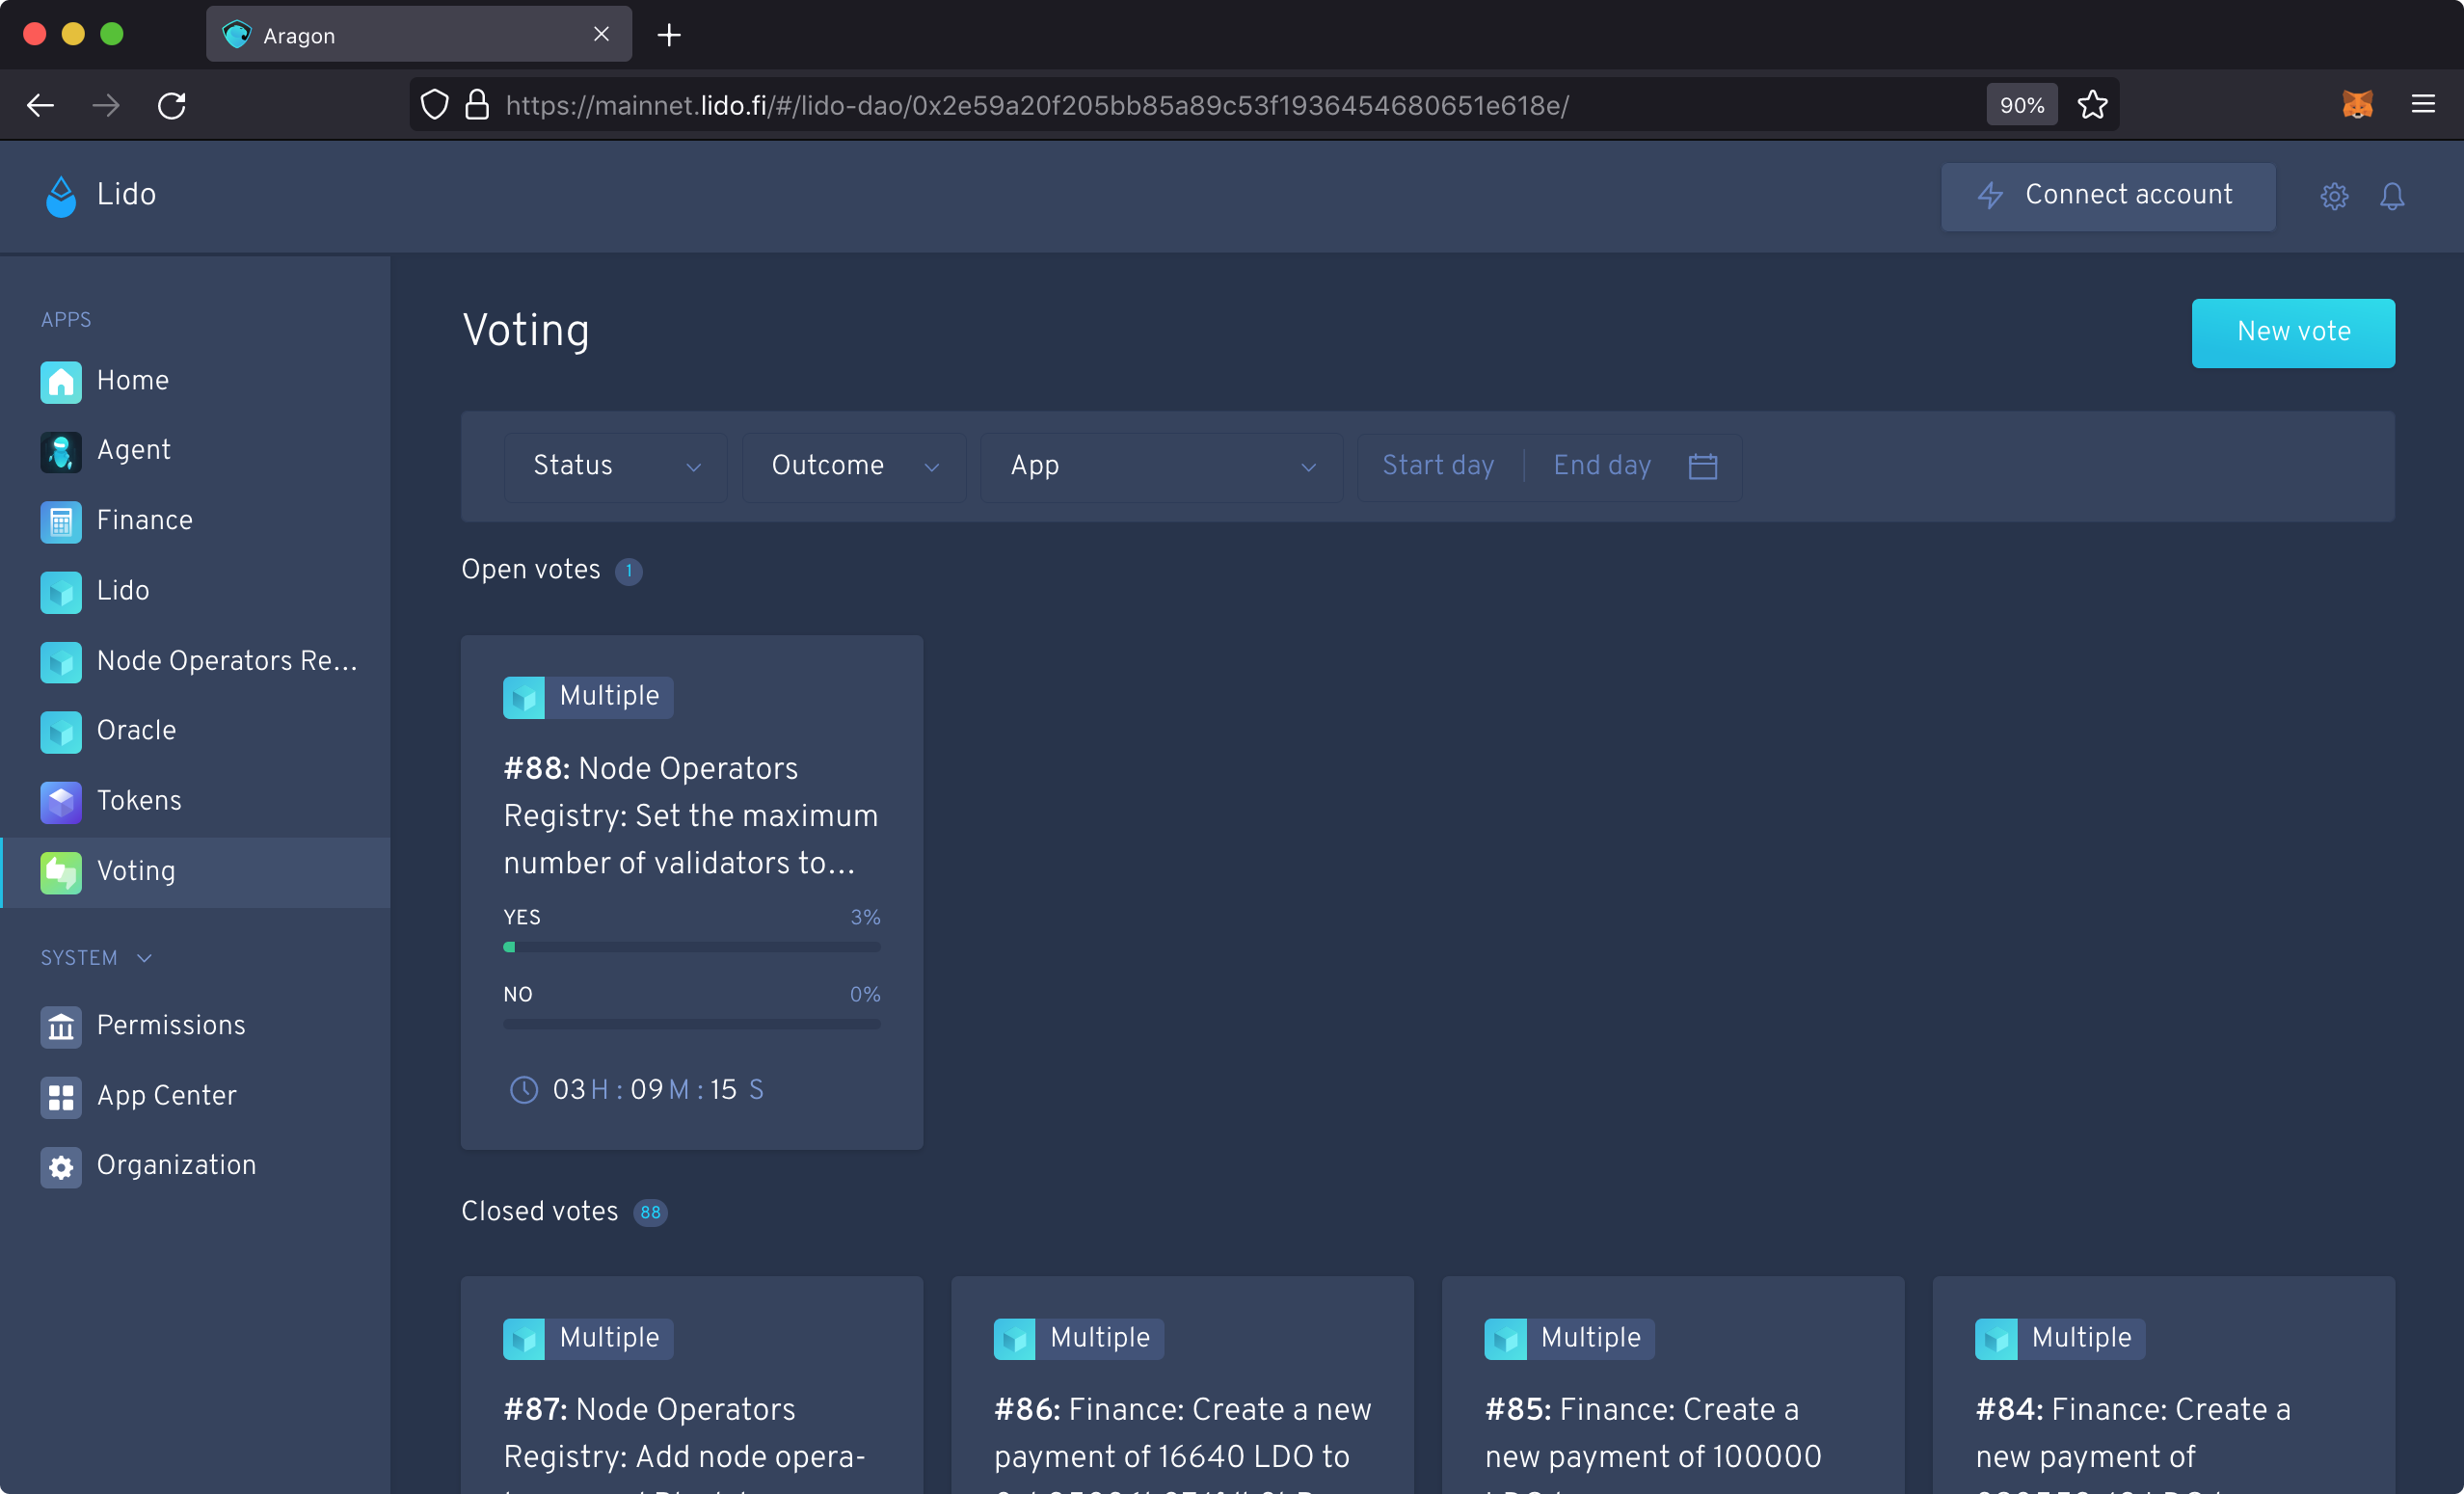 Aragon
https://mainnet.lido.fi/#/lido-dao/0x2e59a20f205bb85a89c53f1936454680651e618e/
90%
Lido
Connect account
APPS
Home
Agent
Finance
Lido
Node Operators Re...
Oracle
Tokens
Voting
SYSTEM
Permissions
App Center
Organization
Voting
New vote
Status
Outcome
App
Start day
End day
Open votes 1
Multiple
#88: Node Operators
Registry: Set the maximum
number of validators to...
YES 3%
NO 0%
03 H : 09 M : 15 S
Closed votes 88
Multiple
#87: Node Operators
Registry: Add node opera-
Multiple
#86: Finance: Create a new
payment of 16640 LDO to
Multiple
#85: Finance: Create a
new payment of 100000
Multiple
#84: Finance: Create a
new payment of